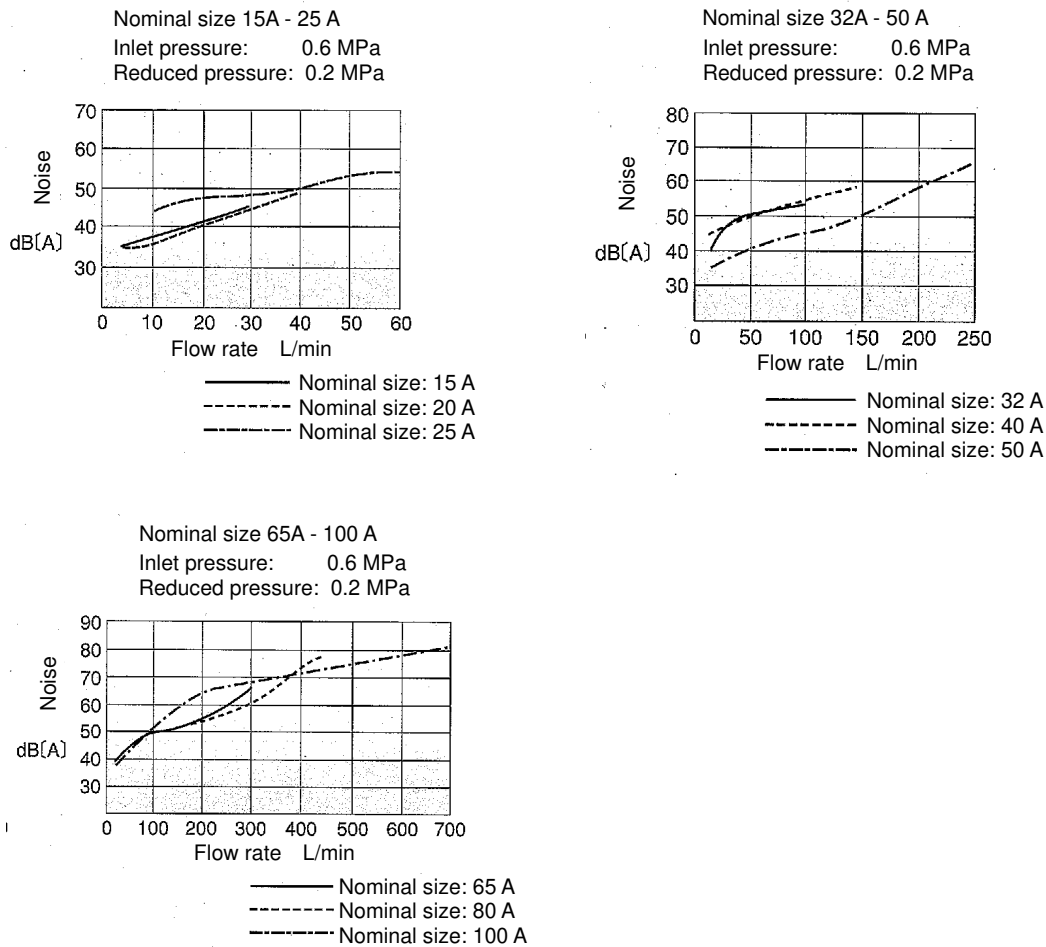 Nominal size 15A - 25 A
Inlet pressure: 0.6 MPa
Reduced pressure: 0.2 MPa
70
60
50
40
30
Noise
dB[A]
0 10 20 30 40 50 60
Flow rate L/min
Nominal size: 15 A
Nominal size: 20 A
Nominal size: 25 A
Nominal size 32A - 50 A
Inlet pressure: 0.6 MPa
Reduced pressure: 0.2 MPa
80
70
60
50
40
30
Noise
dB[A]
0 50 100 150 200 250
Flow rate L/min
Nominal size: 32 A
Nominal size: 40 A
Nominal size: 50 A
Nominal size 65A - 100 A
Inlet pressure: 0.6 MPa
Reduced pressure: 0.2 MPa
90
80
70
60
50
40
30
Noise
dB[A]
0 100 200 300 400 500 600 700
Flow rate L/min
Nominal size: 65 A
Nominal size: 80 A
Nominal size: 100 A